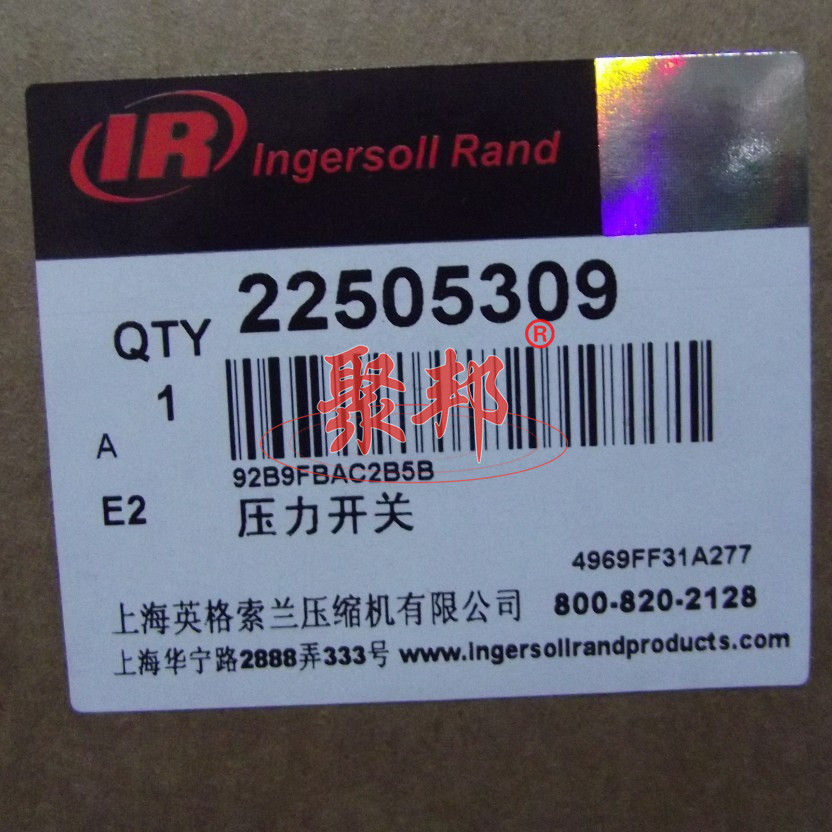 IR Ingersoll Rand
QTY 22505309
1
聚邦®
A
92B9FBAC2B5B
E2 压力开关
4969FF31A277
上海英格索兰压缩机有限公司 800-820-2128
上海华宁路2888弄333号 www.ingersollrandproducts.com